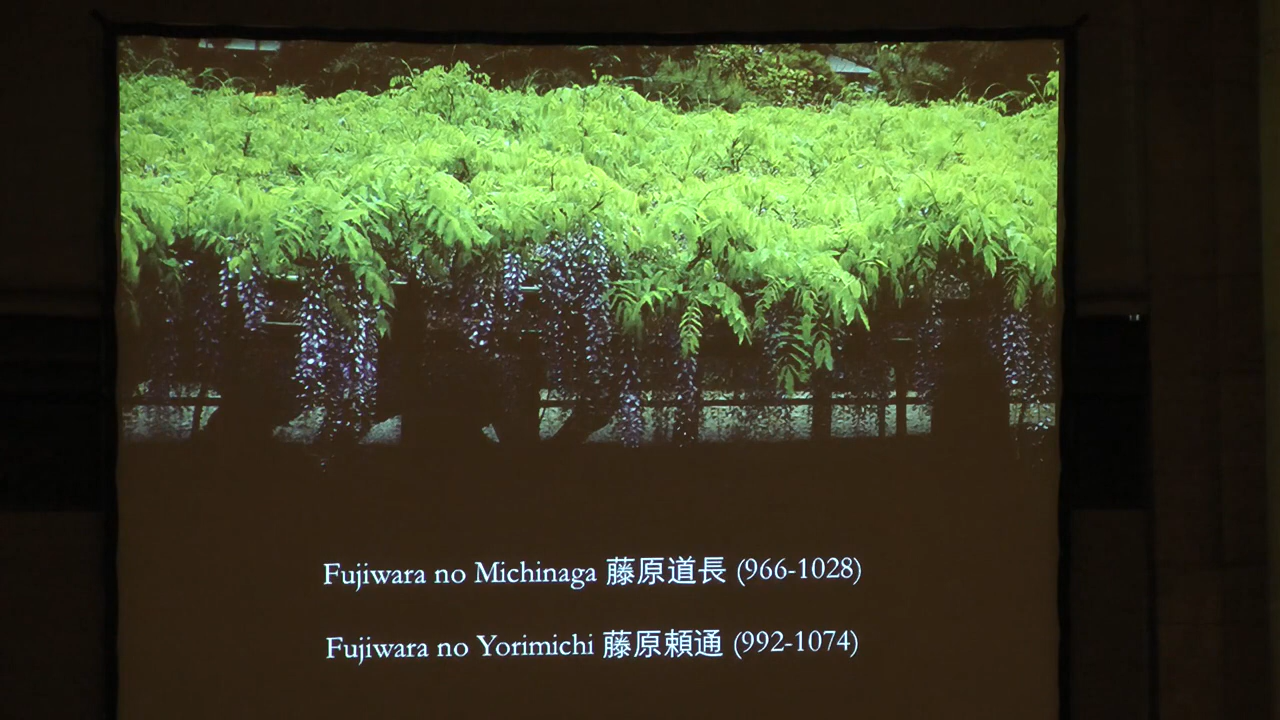 Fujiwara no Michinaga 藤原道長 (966-1028)
Fujiwara no Yorimichi 藤原頼通 (992-1074)